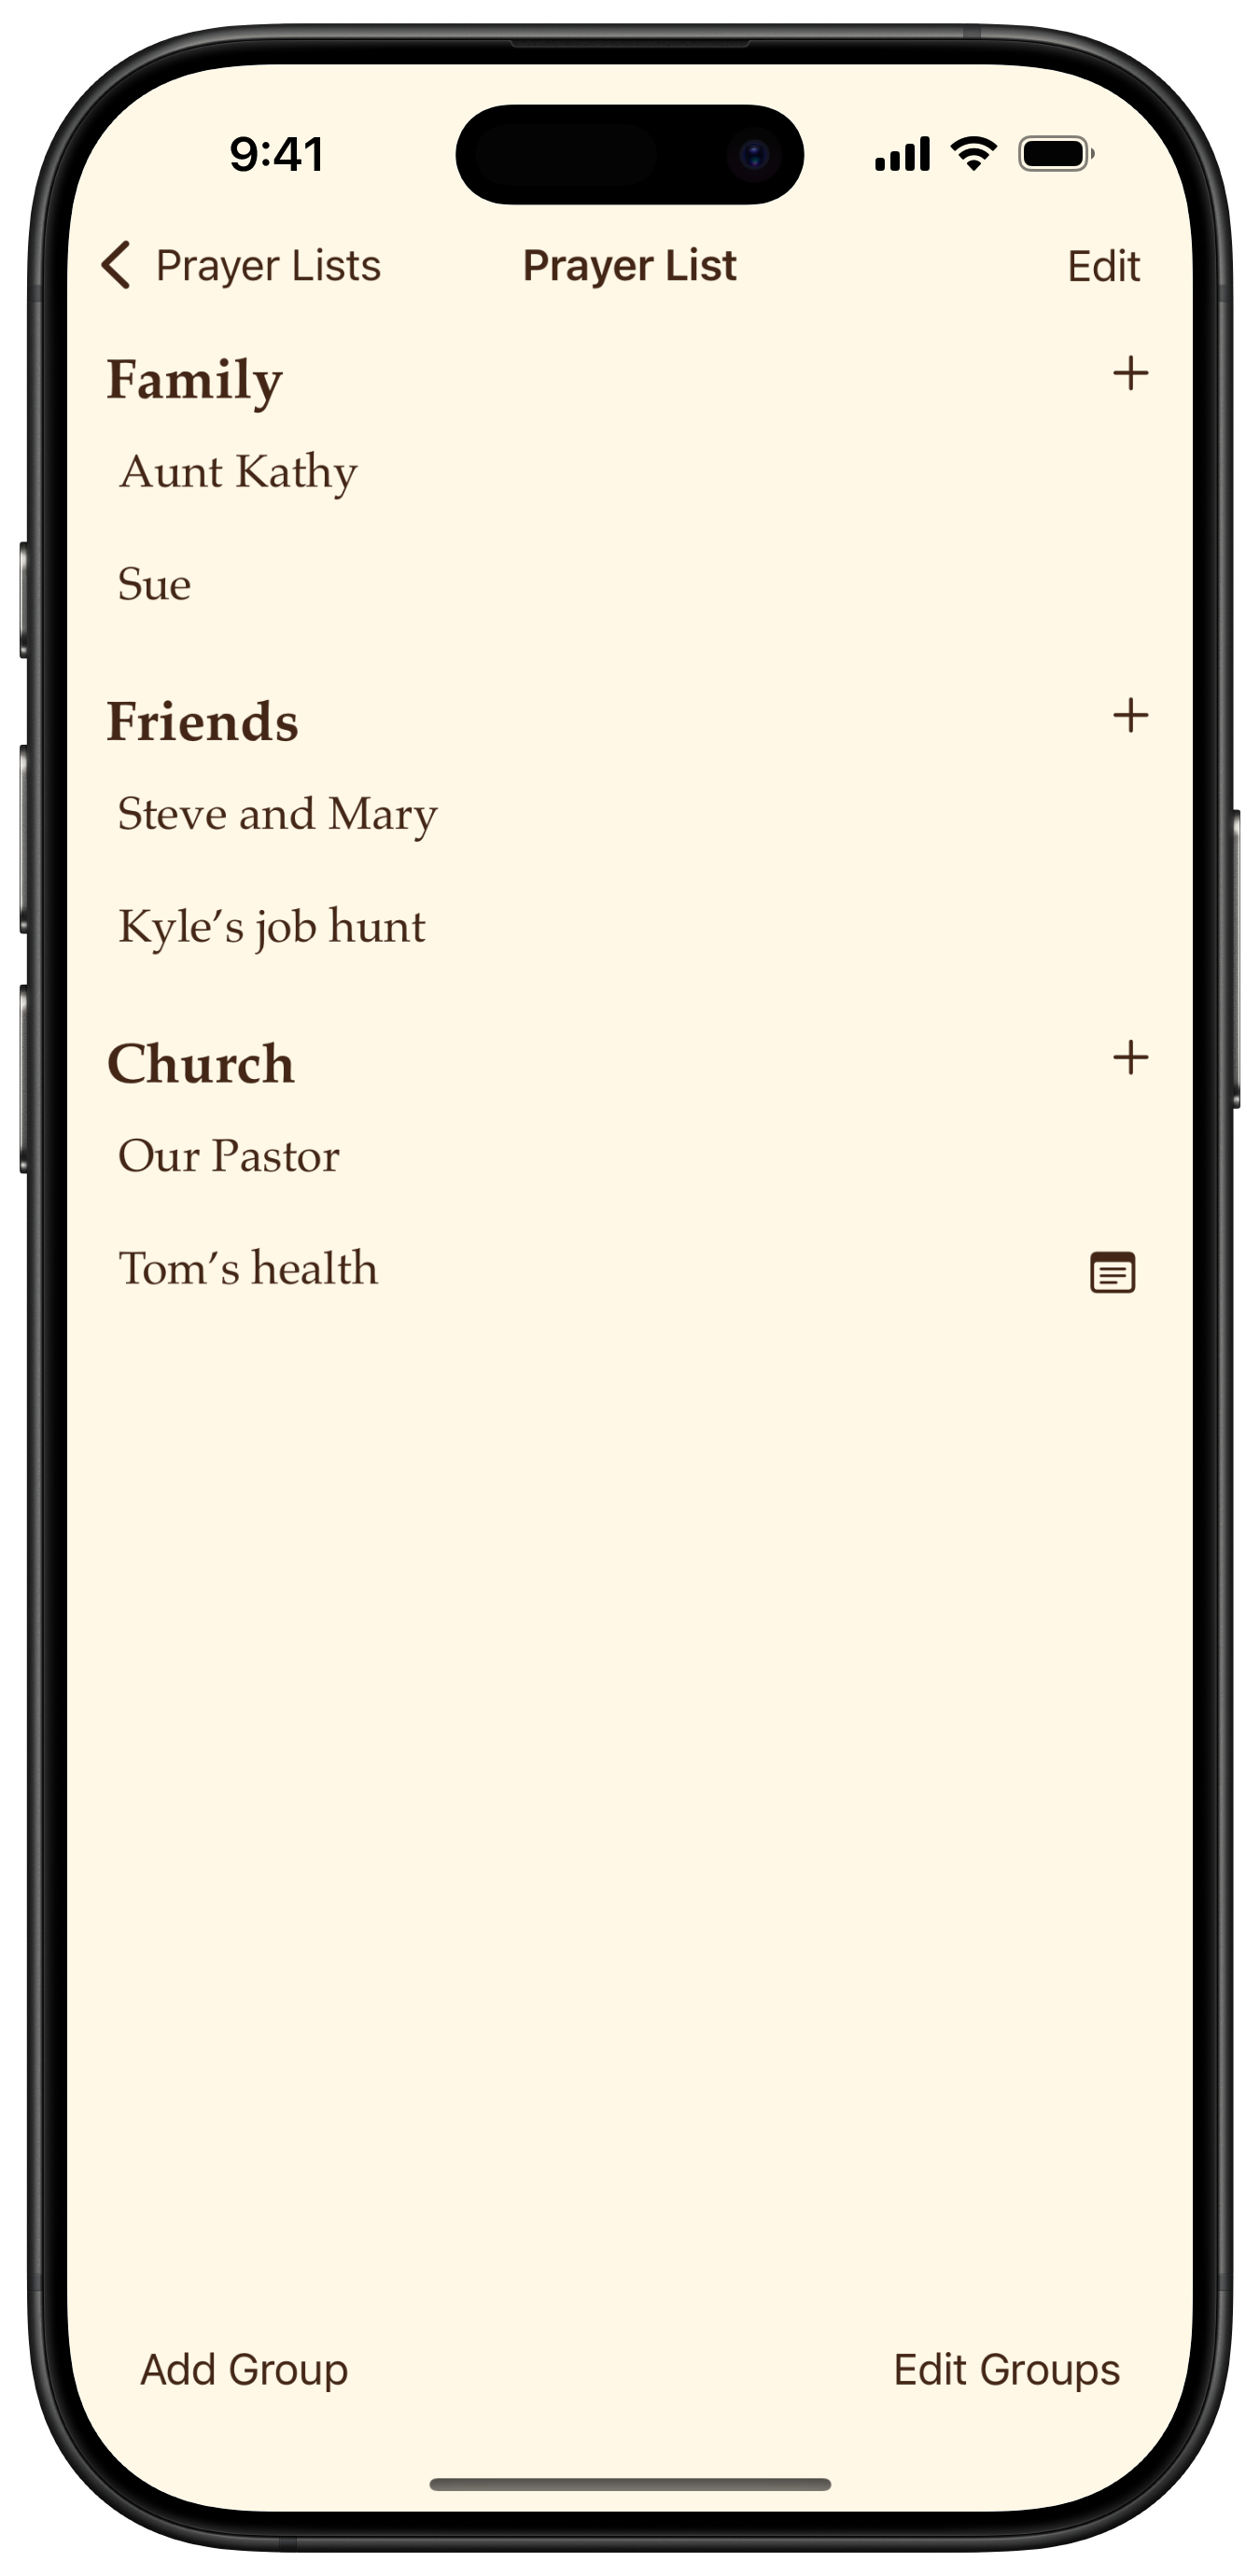 9:41
Prayer Lists Prayer List Edit
Family
Aunt Kathy
Sue
Friends
Steve and Mary
Kyle’s job hunt
Church
Our Pastor
Tom’s health
Add Group Edit Groups